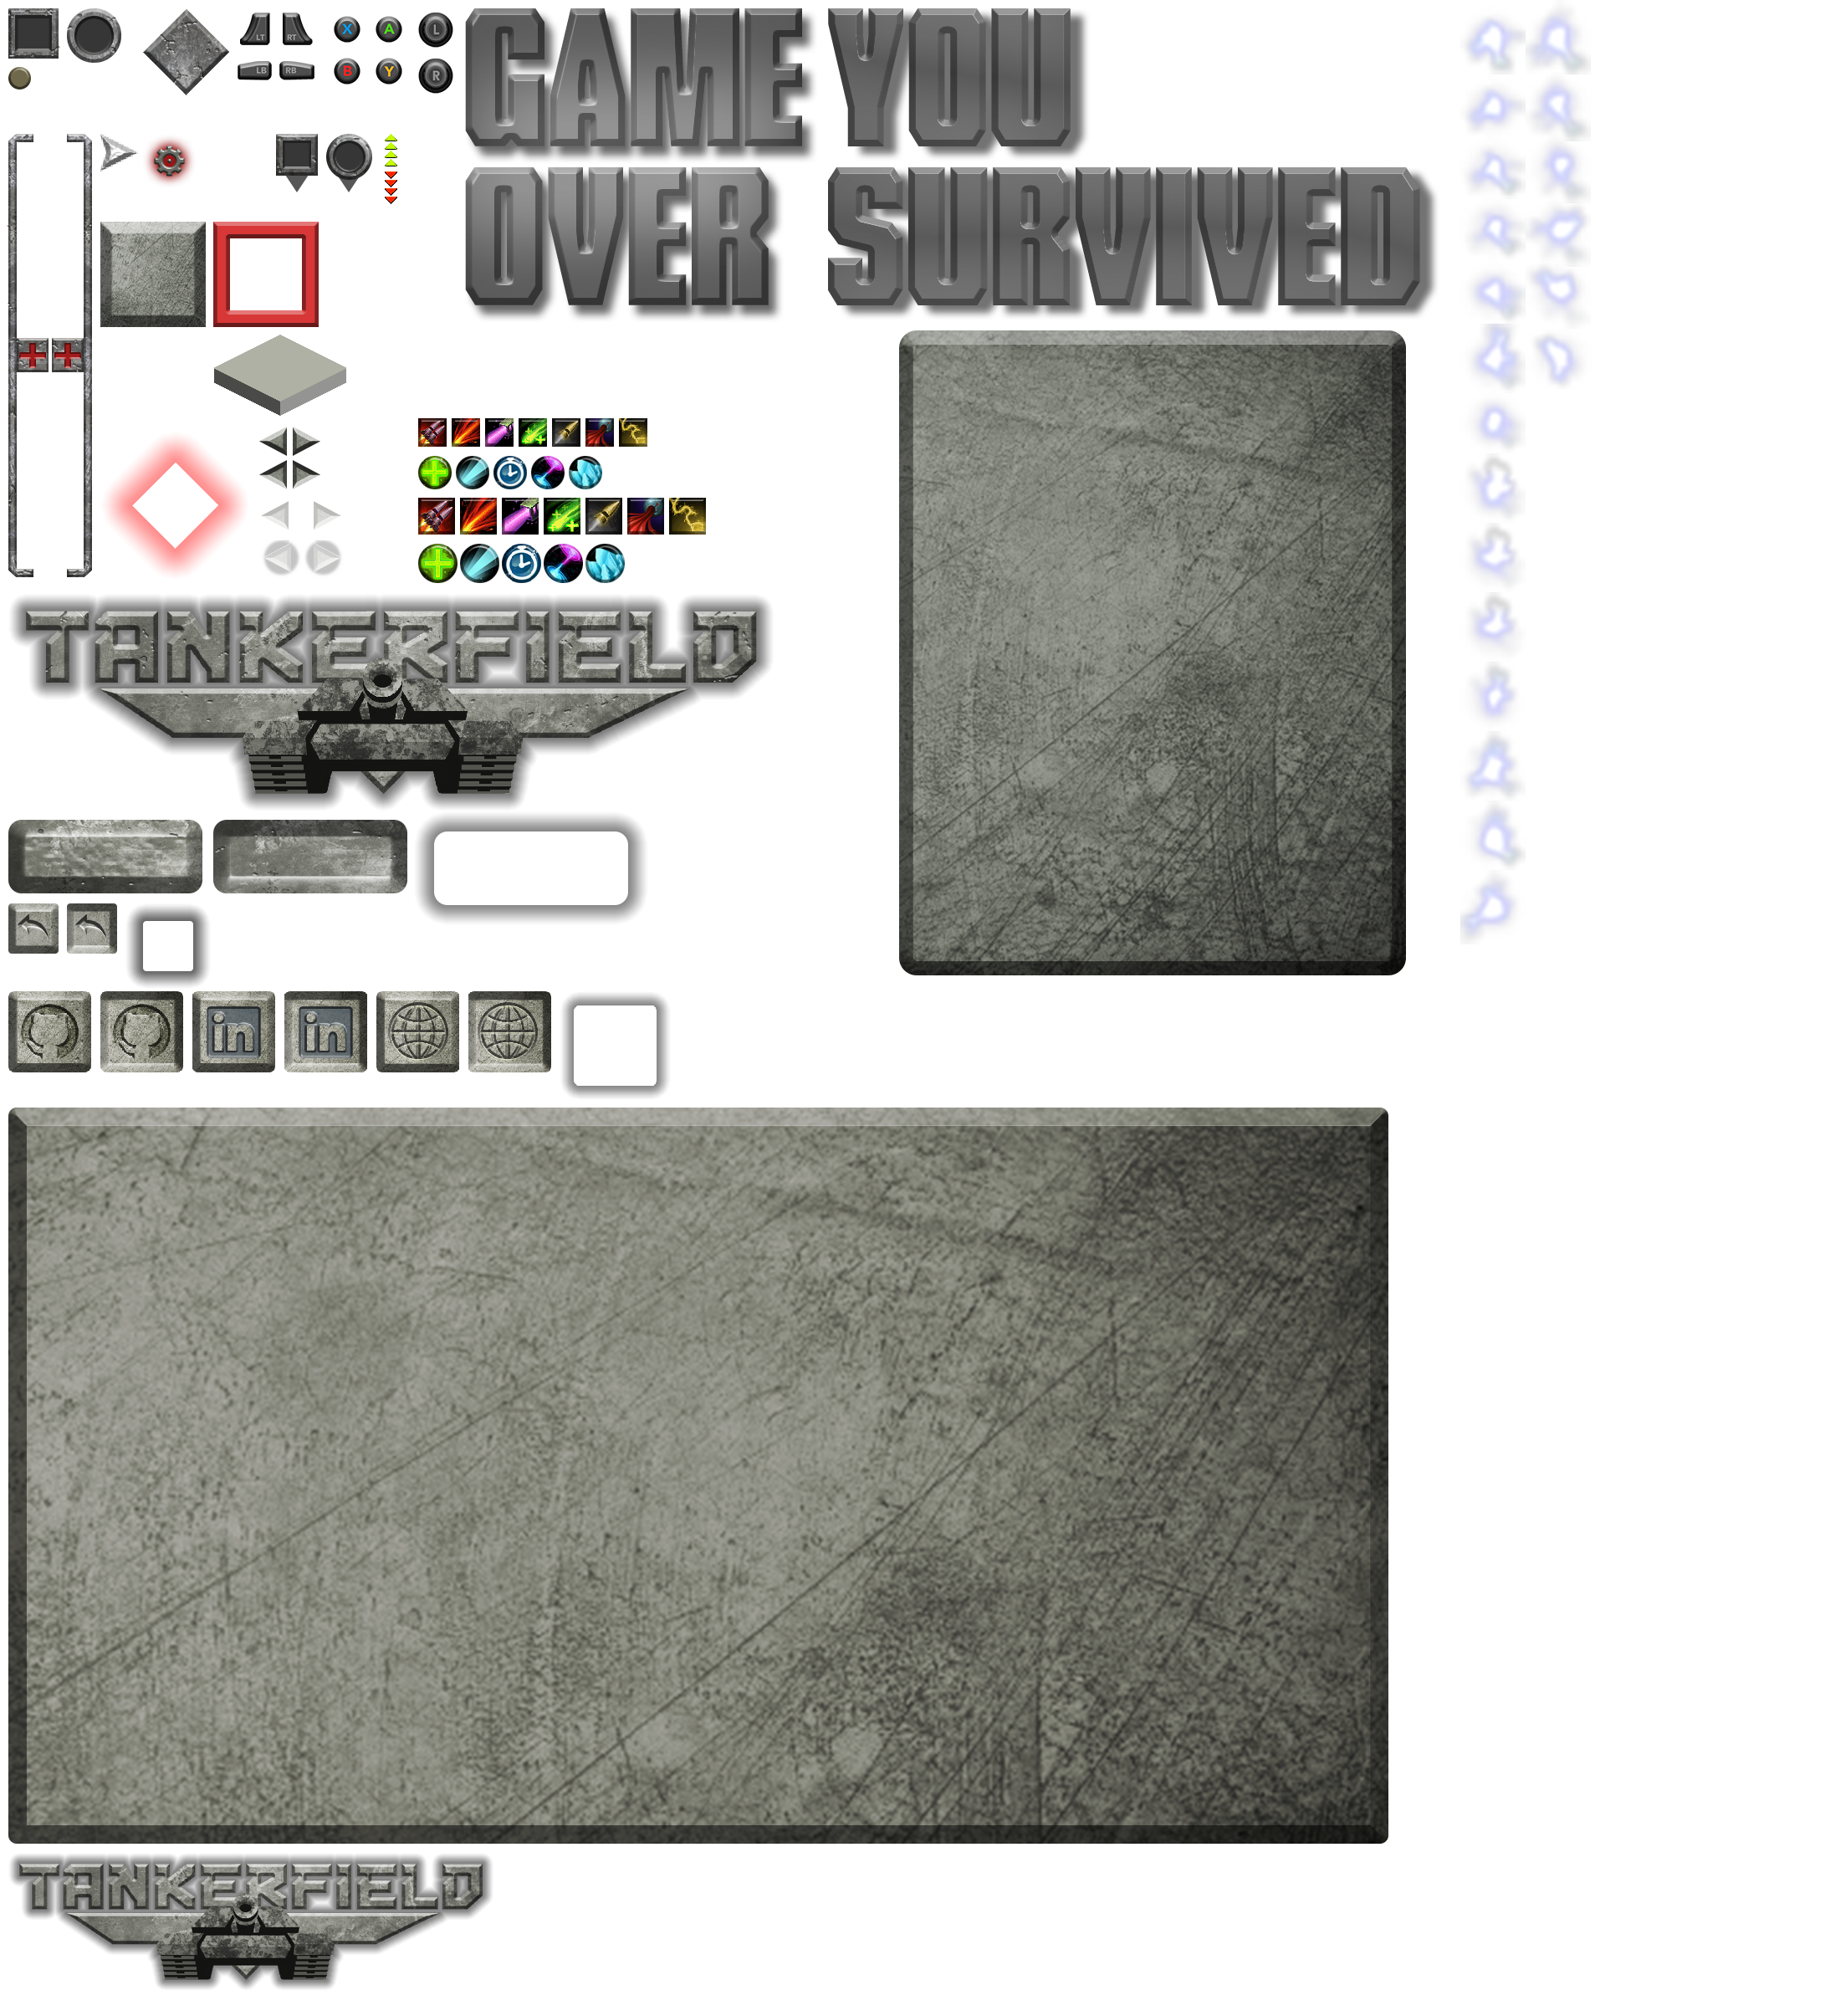 LT RT X A L
LB RB B Y R
GAME YOU
OVER SURVIVED
TANKERFIELD
in in
TANKERFIELD